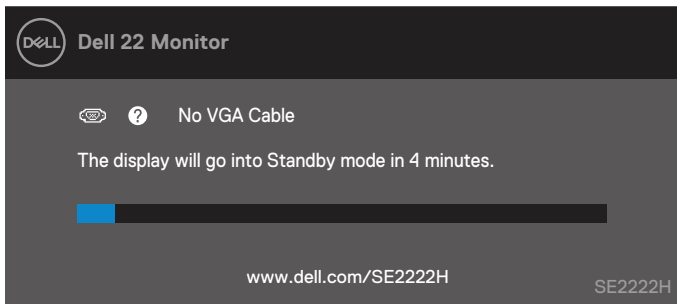 DELL Dell 22 Monitor
? No VGA Cable
The display will go into Standby mode in 4 minutes.
www.dell.com/SE2222H
SE2222H